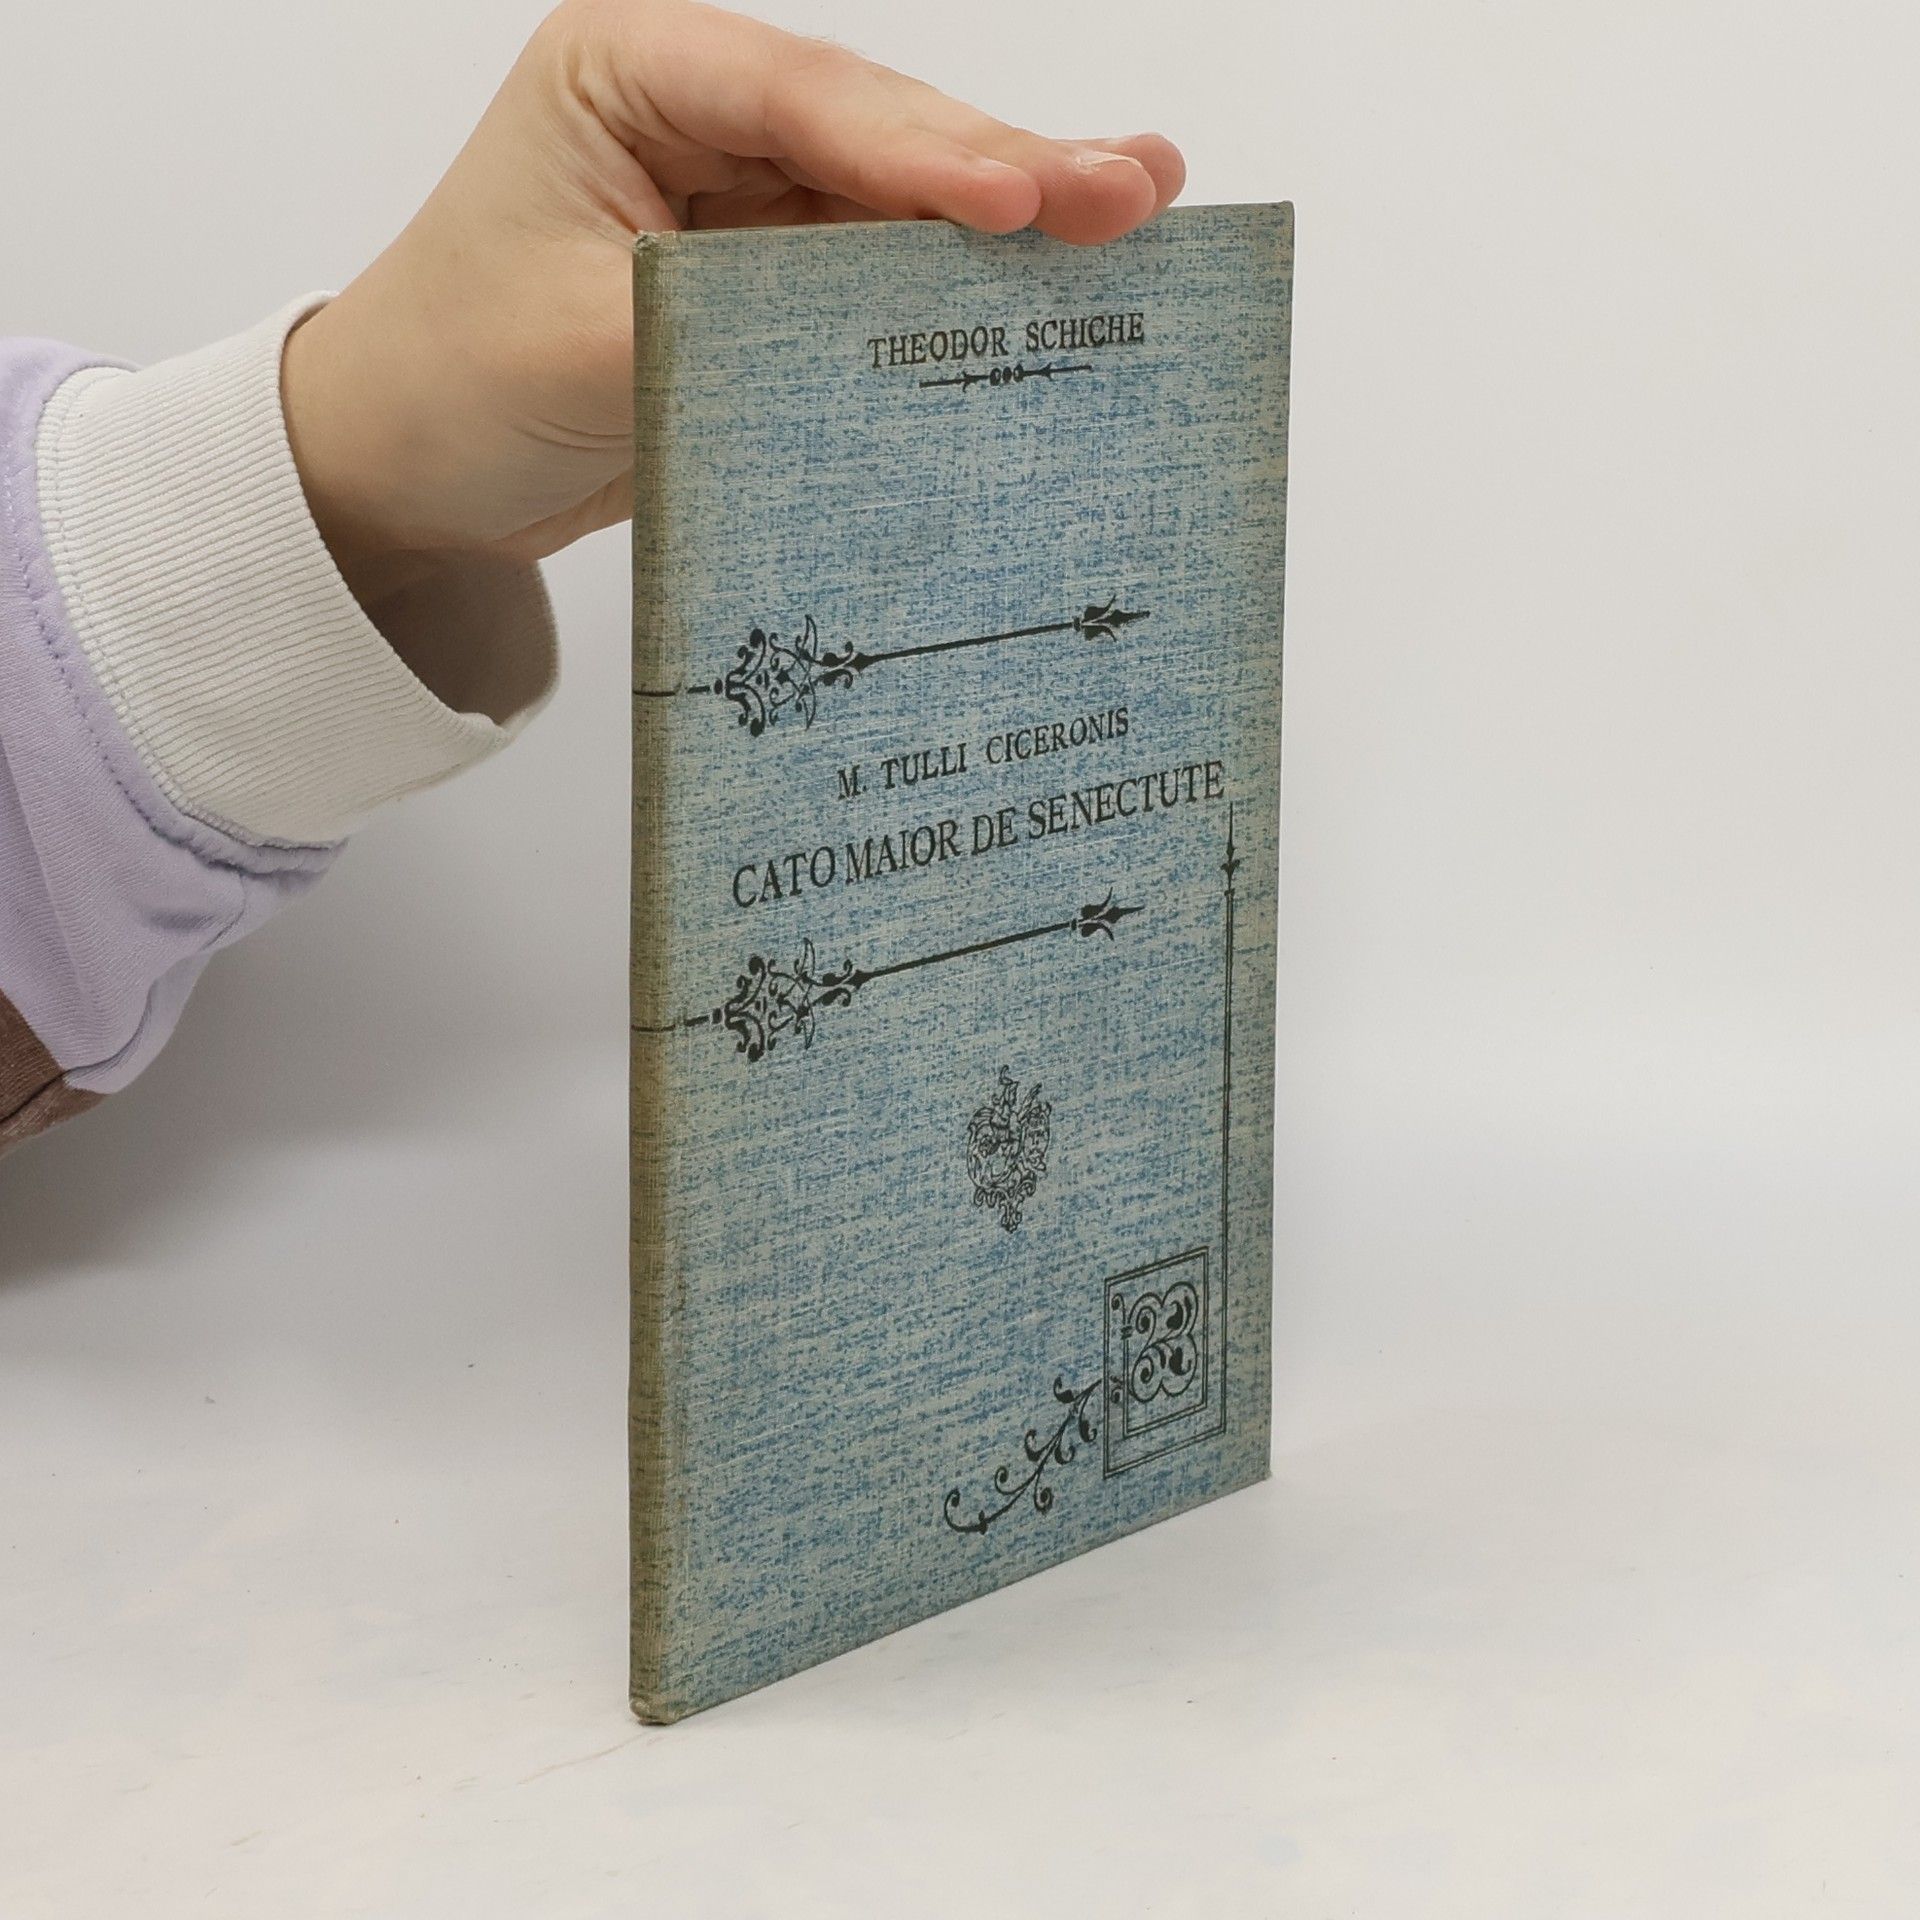 THEODOR SCHICHE
M. TULLI CICERONIS
CATO MAIOR DE SENECTUTE